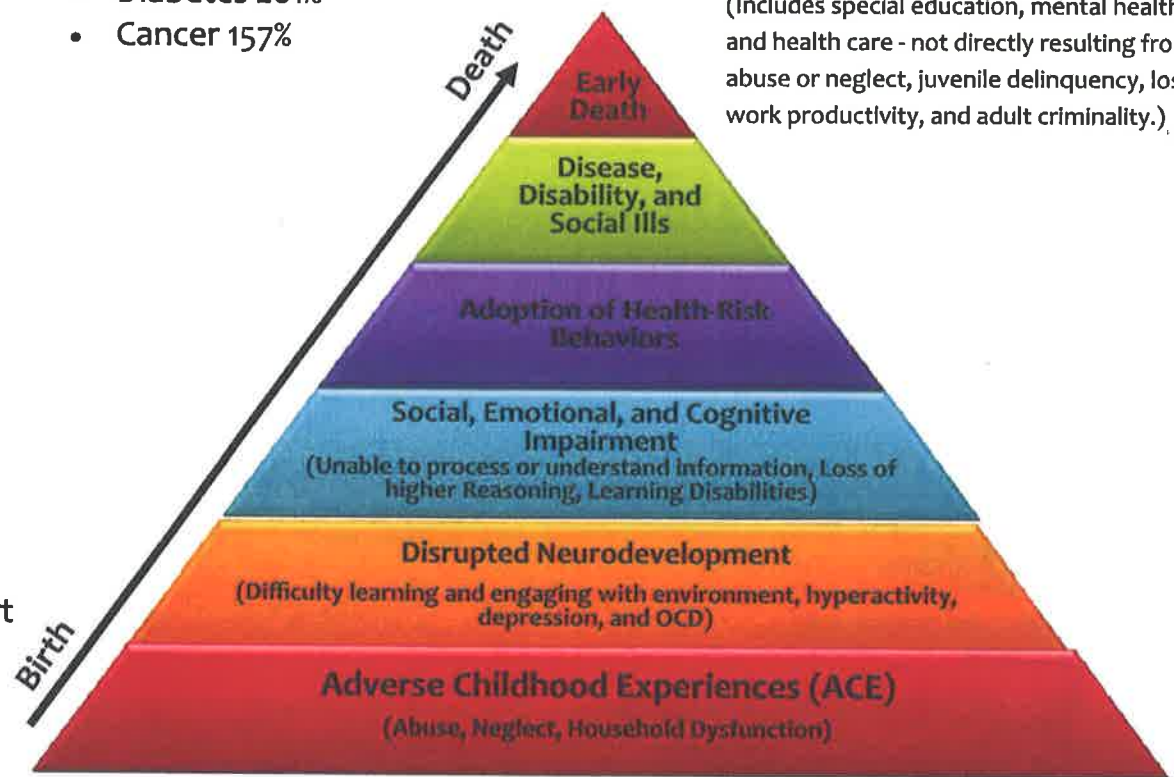 • Cancer 157%
(Includes special education, mental health
and health care - not directly resulting
abuse or neglect, juvenile delinquency,
work productivity, and adult criminality.)
Death
Early
Death
Disease,
Disability, and
Social Ills
Adoption of Health-Risk
Behaviors
Social, Emotional, and Cognitive
Impairment
(Unable to process or understand information, Loss of
higher Reasoning, Learning Disabilities)
Disrupted Neurodevelopment
(Difficulty learning and engaging with environment, hyperactivity,
depression, and OCD)
Birth
Adverse Childhood Experiences (ACE)
(Abuse, Neglect, Household Dysfunction)